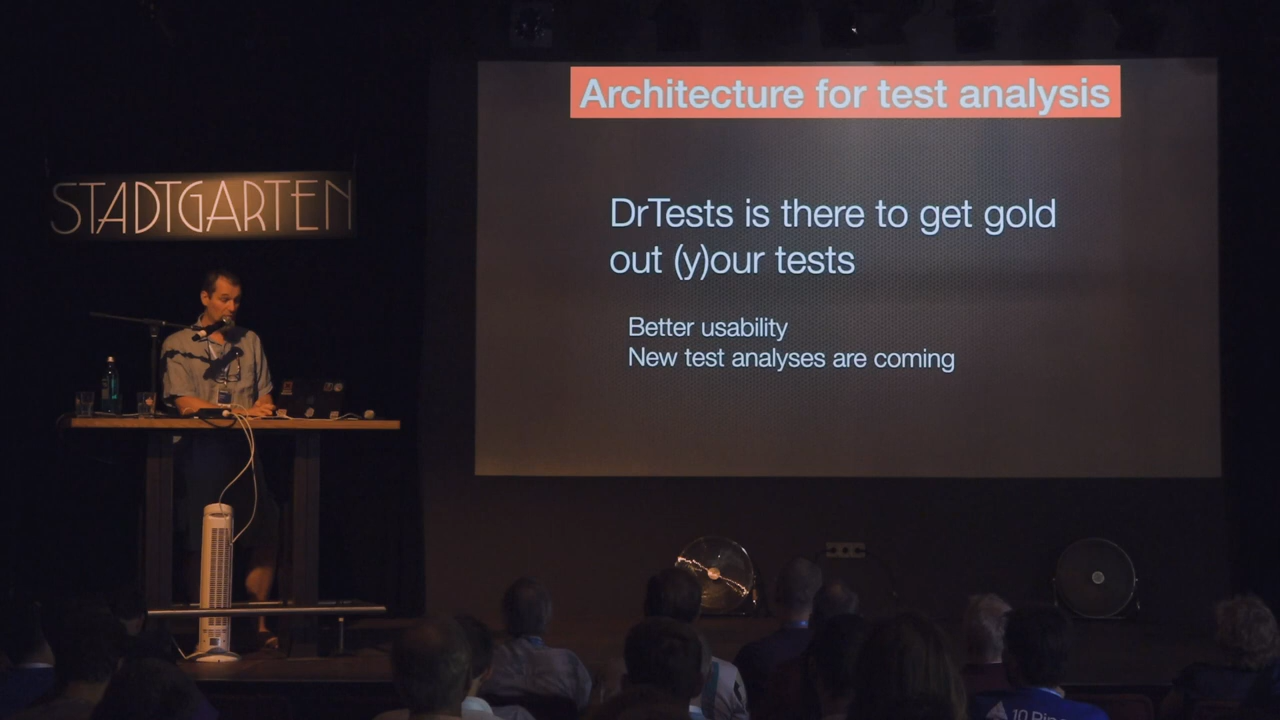 Architecture for test analysis
STADTGARTEN
DrTests is there to get gold
out (y)our tests
Better usability
New test analyses are coming